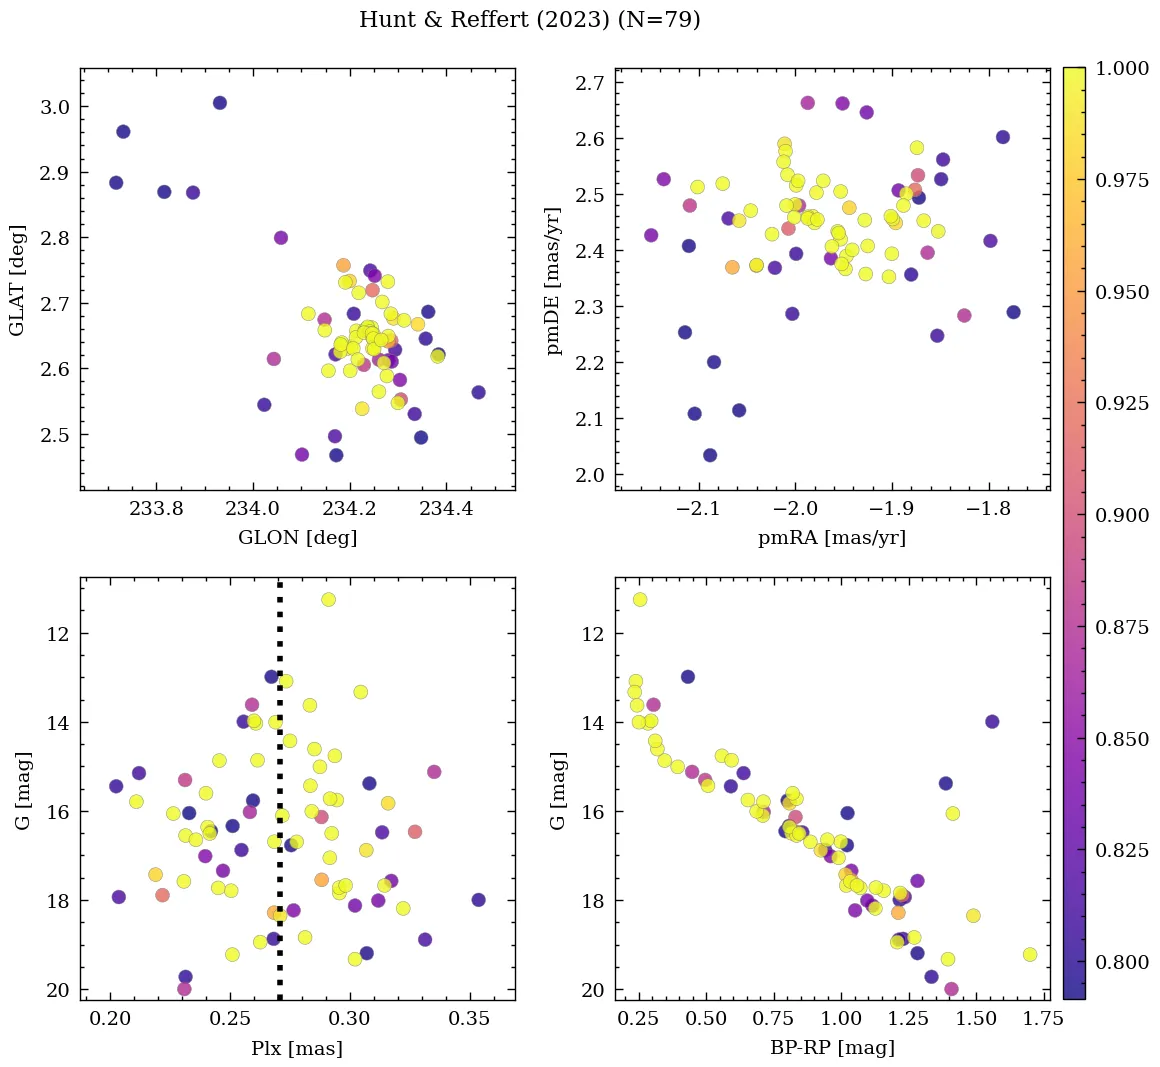 Hunt & Reffert (2023) (N=79)
3.0
2.9
2.8
2.7
2.6
2.5
GLAT [deg]
233.8 234.0 234.2 234.4
GLON [deg]
2.7
2.6
2.5
2.4
2.3
2.2
2.1
2.0
pmDE [mas/yr]
−2.1 −2.0 −1.9 −1.8
pmRA [mas/yr]
1.000
0.975
0.950
0.925
0.900
0.875
0.850
0.825
0.800
12
14
16
18
20
G [mag]
0.20 0.25 0.30 0.35
Plx [mas]
12
14
16
18
20
G [mag]
0.25 0.50 0.75 1.00 1.25 1.50 1.75
BP-RP [mag]